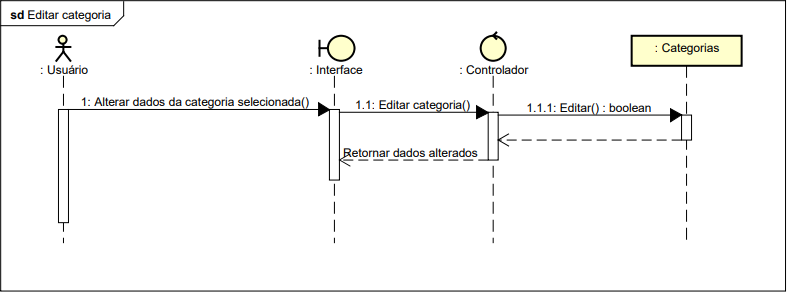 sd Editar categoria
: Usuário
: Interface
: Controlador
: Categorias
1: Alterar dados da categoria selecionada()
1.1: Editar categoria()
1.1.1: Editar() : boolean
Retornar dados alterados